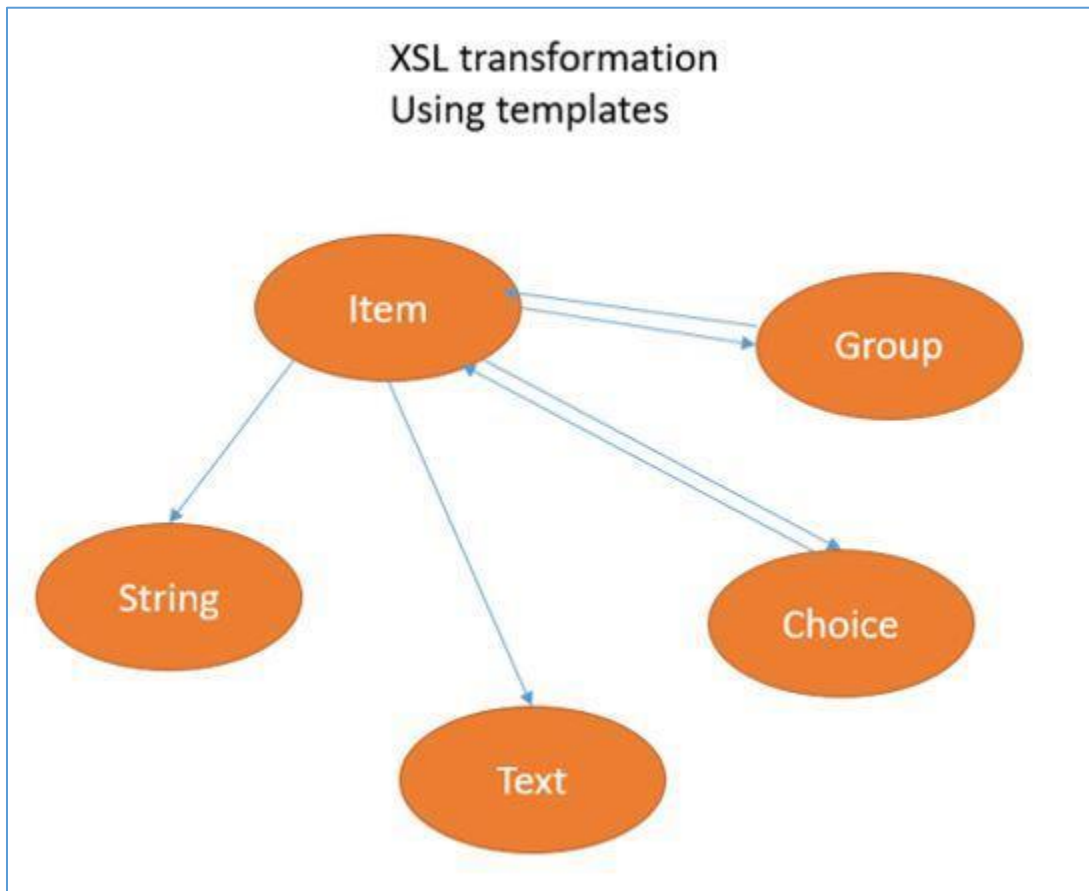 XSL transformation
Using templates
Item
Group
String
Choice
Text